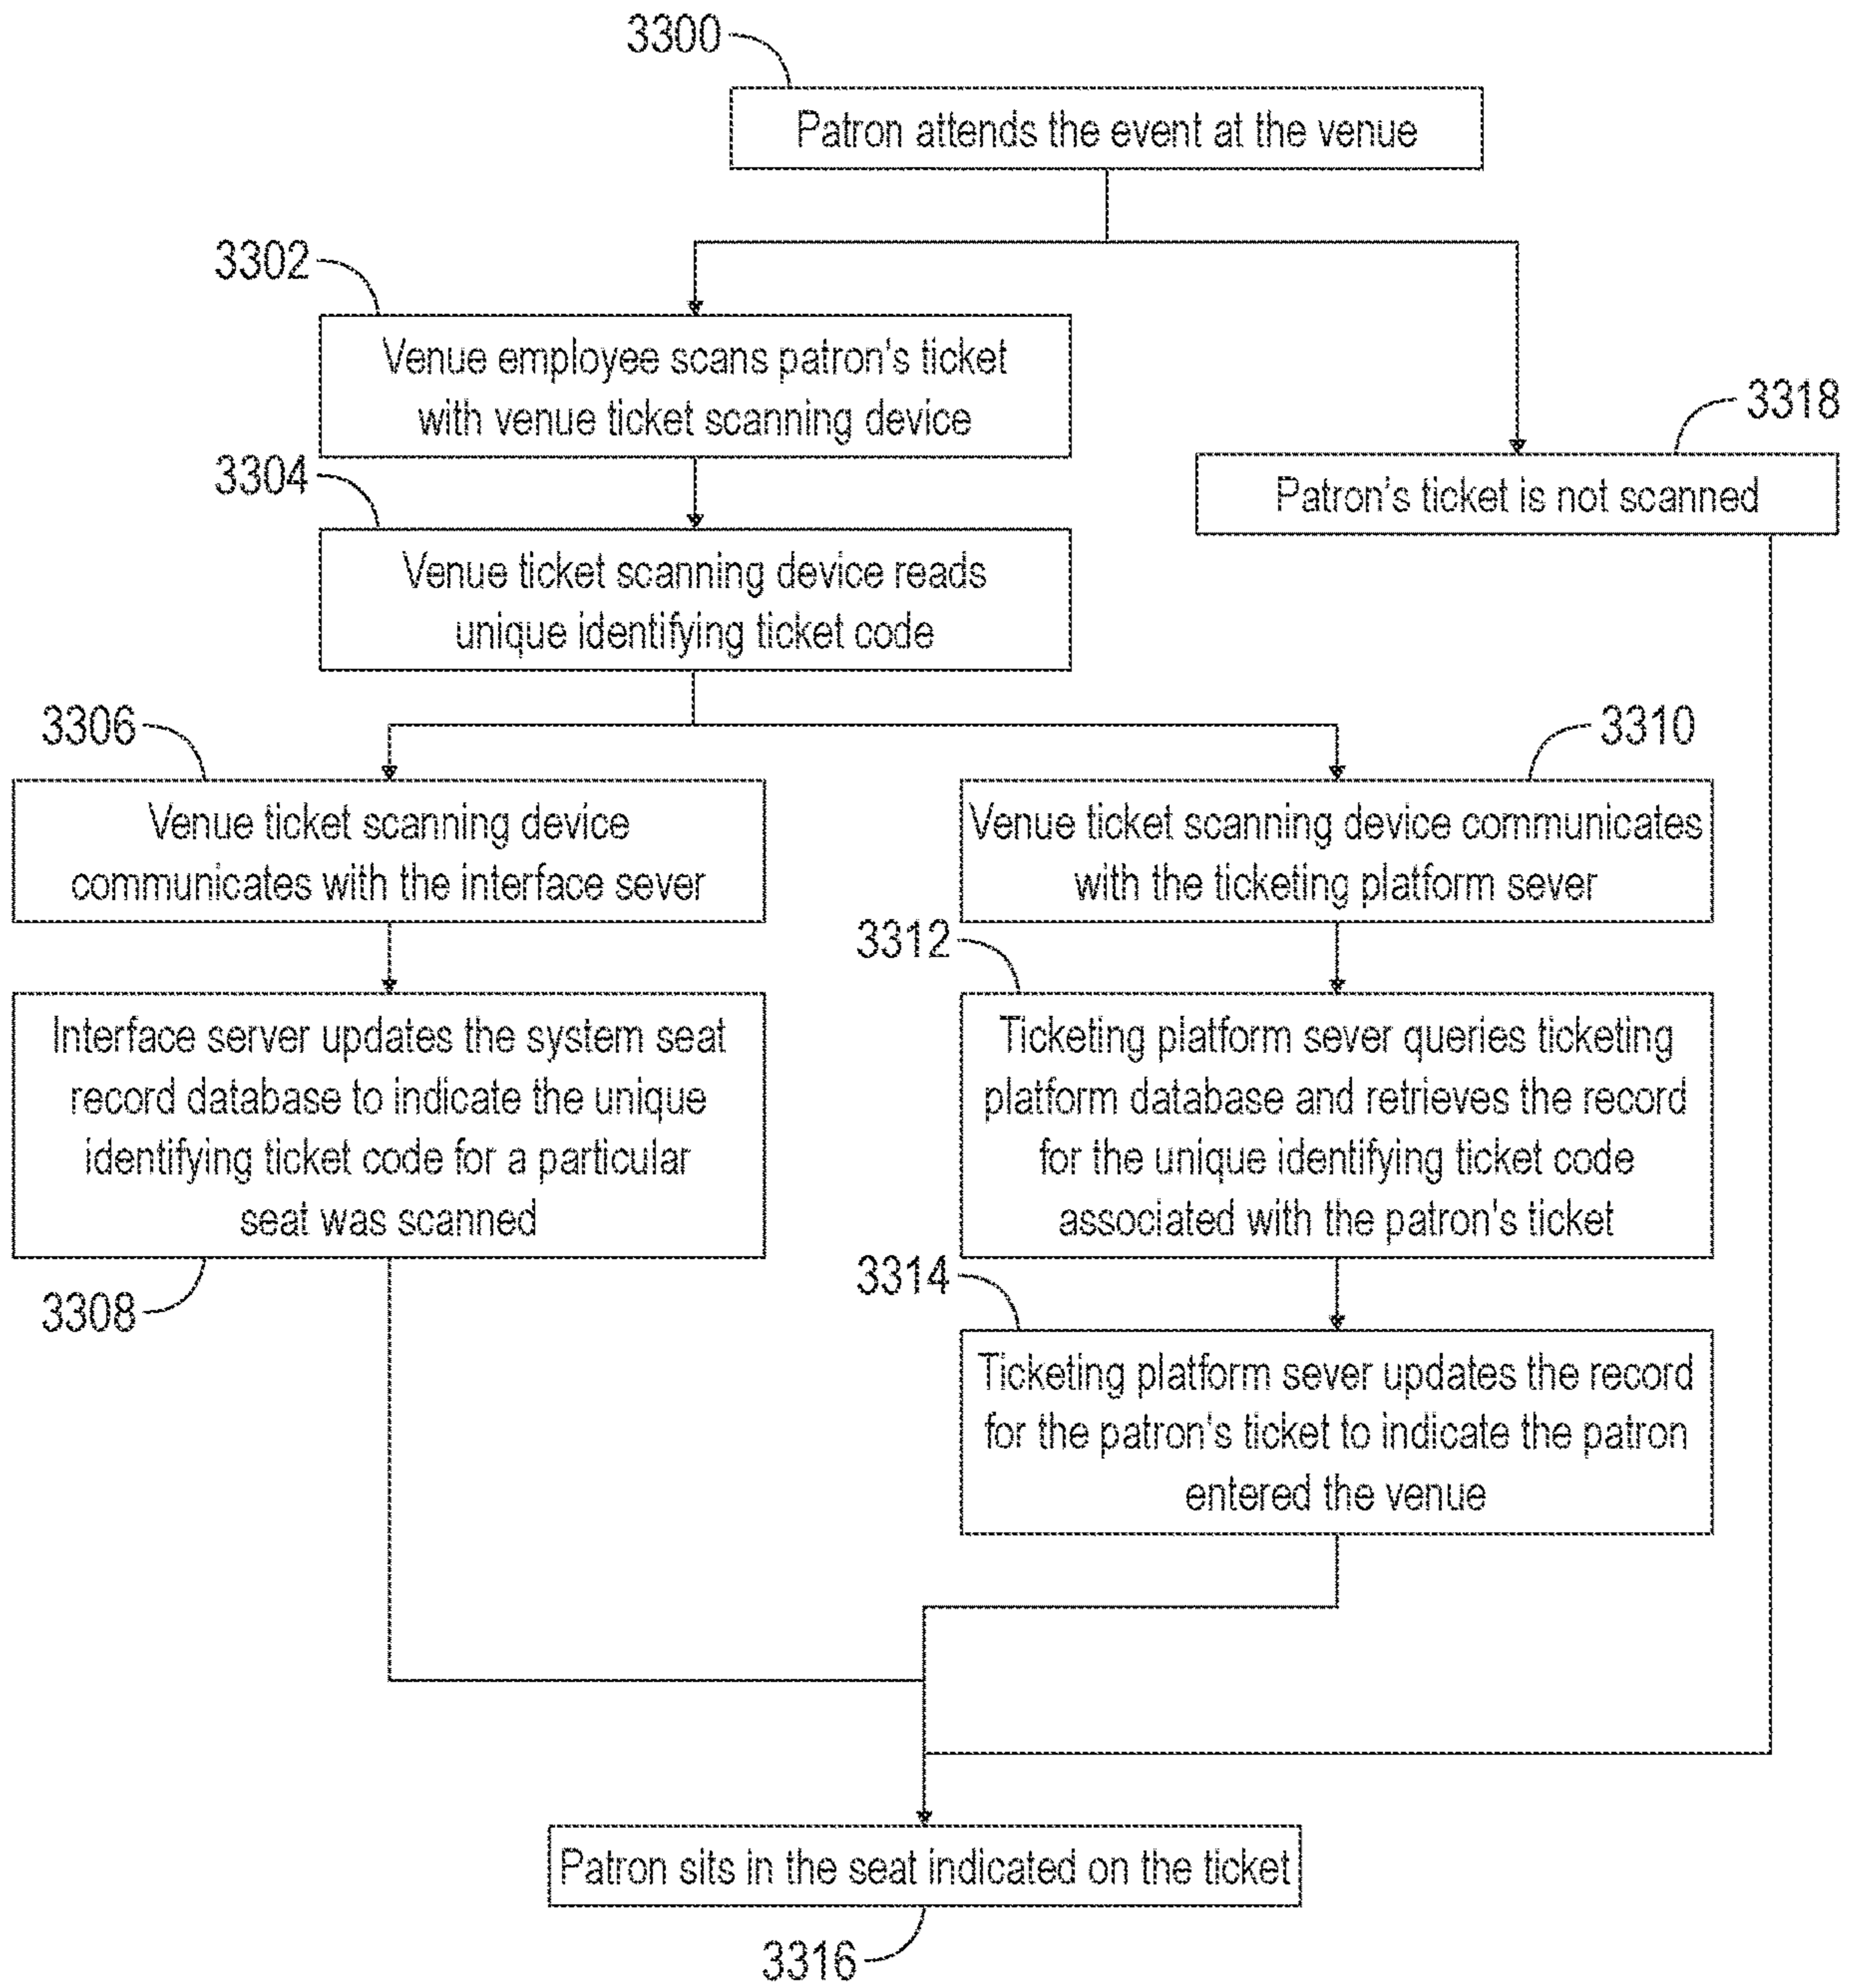 3300
Patron attends the event at the venue
3302
Venue employee scans patron's ticket
with venue ticket scanning device
3318
Patron's ticket is not scanned
3304
Venue ticket scanning device reads
unique identifying ticket code
3306
Venue ticket scanning device
communicates with the interface sever
3310
Venue ticket scanning device communicates
with the ticketing platform sever
Interface server updates the system seat
record database to indicate the unique
identifying ticket code for a particular
seat was scanned
3308
3312
Ticketing platform sever queries ticketing
platform database and retrieves the record
for the unique identifying ticket code
associated with the patron's ticket
3314
Ticketing platform sever updates the record
for the patron's ticket to indicate the patron
entered the venue
Patron sits in the seat indicated on the ticket
3316